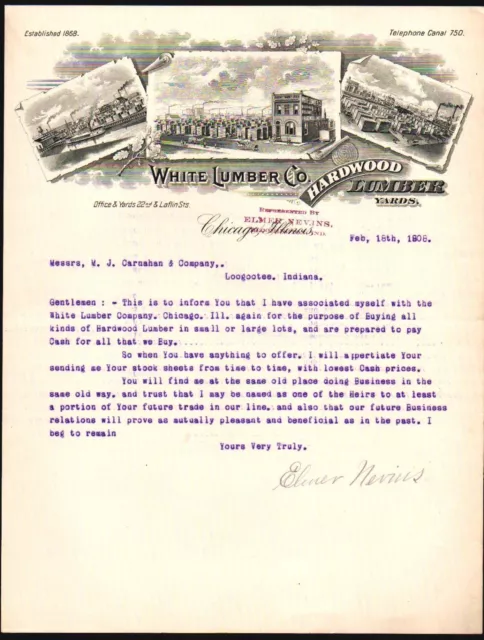 Established 1868.
Telephone Canal 750.
WHITE LUMBER CO.
HARDWOOD
LUMBER
YARDS.
Office & Yards 22nd & Laflin Sts.
REPRESENTED BY
ELMER NEVINS,
Chicago, Illinois.
Feb, 18th, 1908.
Messrs, M. J. Carnahan & Company,.
Loogootee. Indiana.
Gentlemen : - This is to inform You that I have associated myself with the
White Lumber Company. Chicago. Ill. again for the purpose of Buying all
kinds of Hardwood Lumber in small or large lots, and are prepared to pay
Cash for all that we Buy.
So when You have anything to offer. I will apertiate Your
sending me Your stock sheets from time to time, with lowest Cash prices.
You will find me at the same old place doing Business in the
same old way. and trust that I may be named as one of the Heirs to at least
a portion of Your future trade in our line. and also that our future Business
relations will prove as mutually pleasant and beneficial as in the past. I
beg to remain
Yours Very Truly.
Elmer Nevins